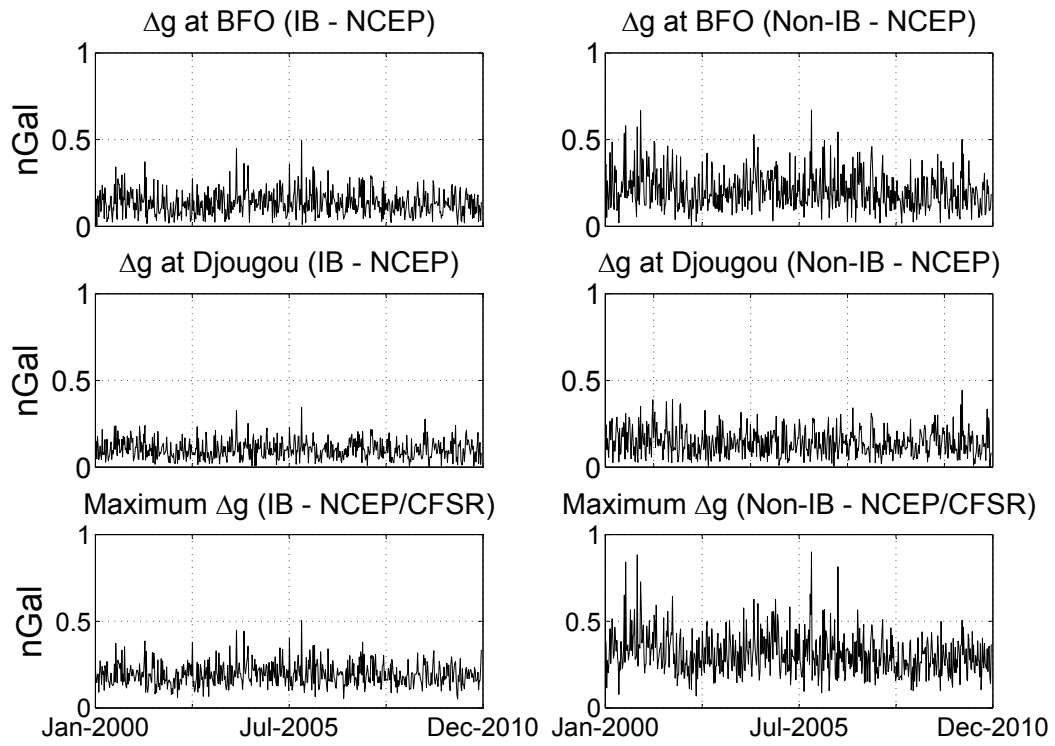 Δg at BFO (IB - NCEP)
Δg at BFO (Non-IB - NCEP)
1
0.5
0
nGal
1
0.5
0
Δg at Djougou (IB - NCEP)
Δg at Djougou (Non-IB - NCEP)
1
0.5
0
nGal
1
0.5
0
Maximum Δg (IB - NCEP/CFSR)
Maximum Δg (Non-IB - NCEP/CFSR)
1
0.5
0
nGal
1
0.5
0
Jan-2000 Jul-2005 Dec-2010
Jan-2000 Jul-2005 Dec-2010